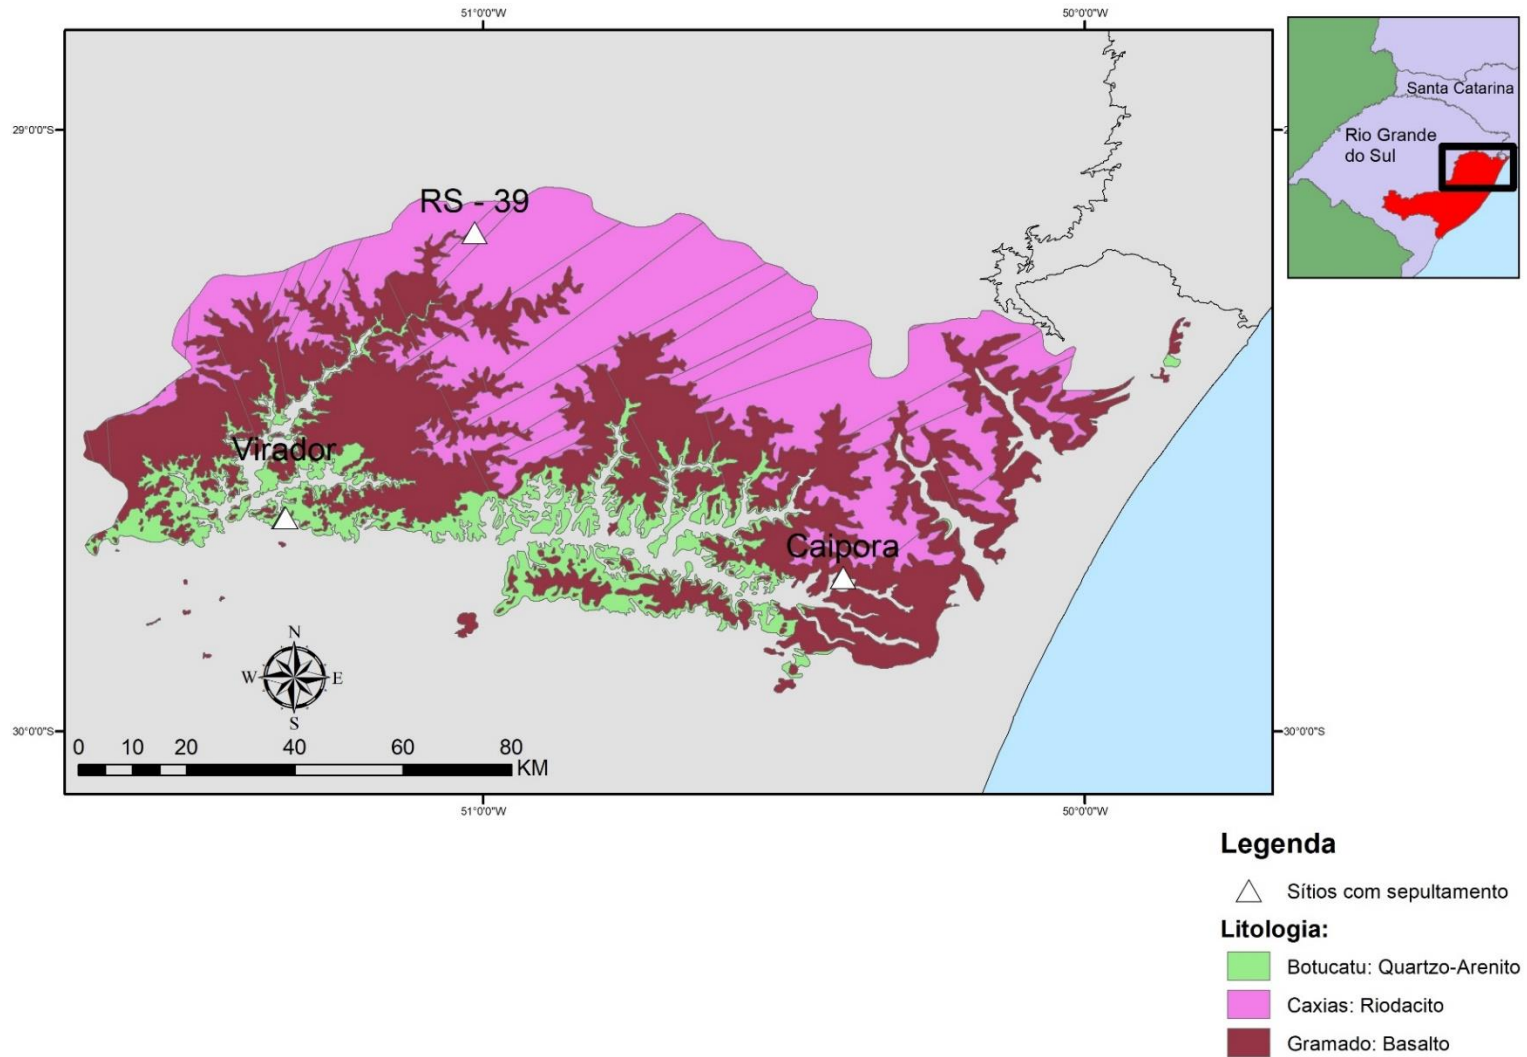 51°0'0"W
50°0'0"W
29°0'0"S
Santa Catarina
Rio Grande
do Sul
RS - 39
Virador
Caipora
N
W
E
S
30°0'0"S
30°0'0"S
0 10 20 40 60 80
KM
51°0'0"W
50°0'0"W
Legenda
Sítios com sepultamento
Litologia:
Botucatu: Quartzo-Arenito
Caxias: Riodacito
Gramado: Basalto